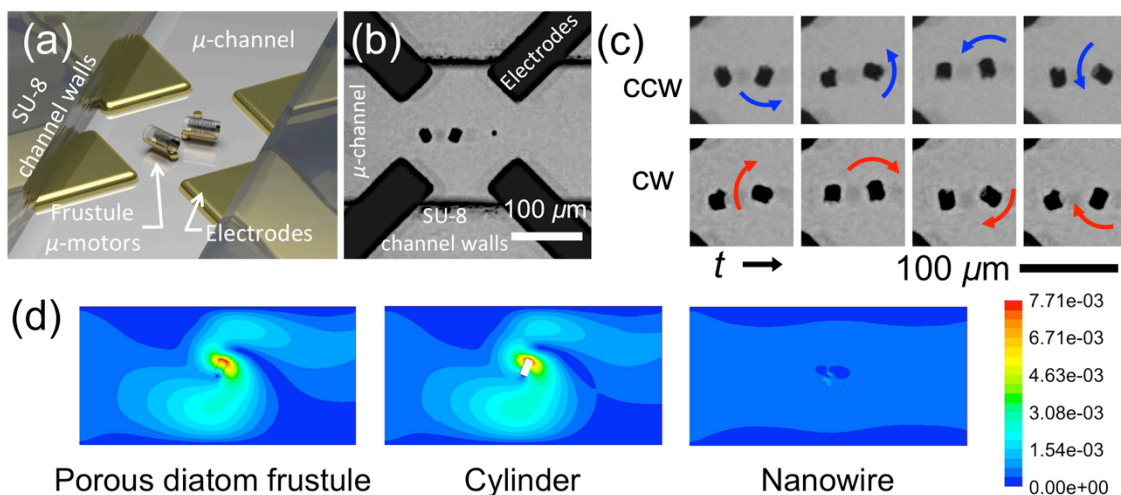 (a)
μ-channel
SU-8
channel walls
Frustule
μ-motors
Electrodes
(b)
Electrodes
μ-channel
100 μm
SU-8
channel walls
(c)
CCW
CW
t
100 μm
(d)
Porous diatom frustule
Cylinder
Nanowire
7.71e-03
6.17e-03
4.63e-03
3.08e-03
1.54e-03
0.00e+00